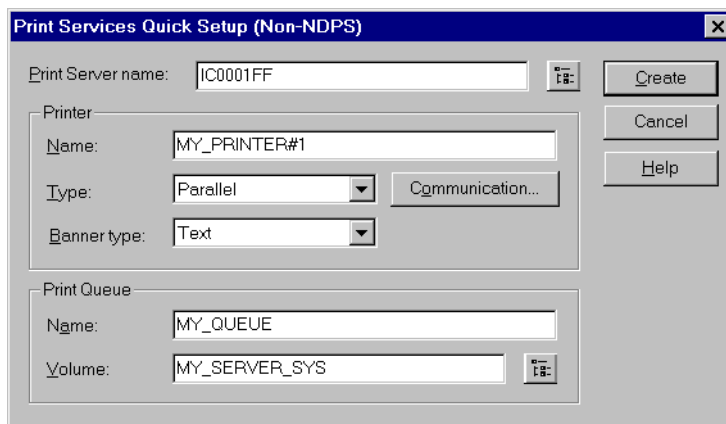 Print Services Quick Setup (Non-NDPS)
Print Server name: IC0001FF
Create
Printer
Cancel
Name: MY_PRINTER#1
Help
Type: Parallel Communication...
Banner type: Text
Print Queue
Name: MY_QUEUE
Volume: MY_SERVER_SYS